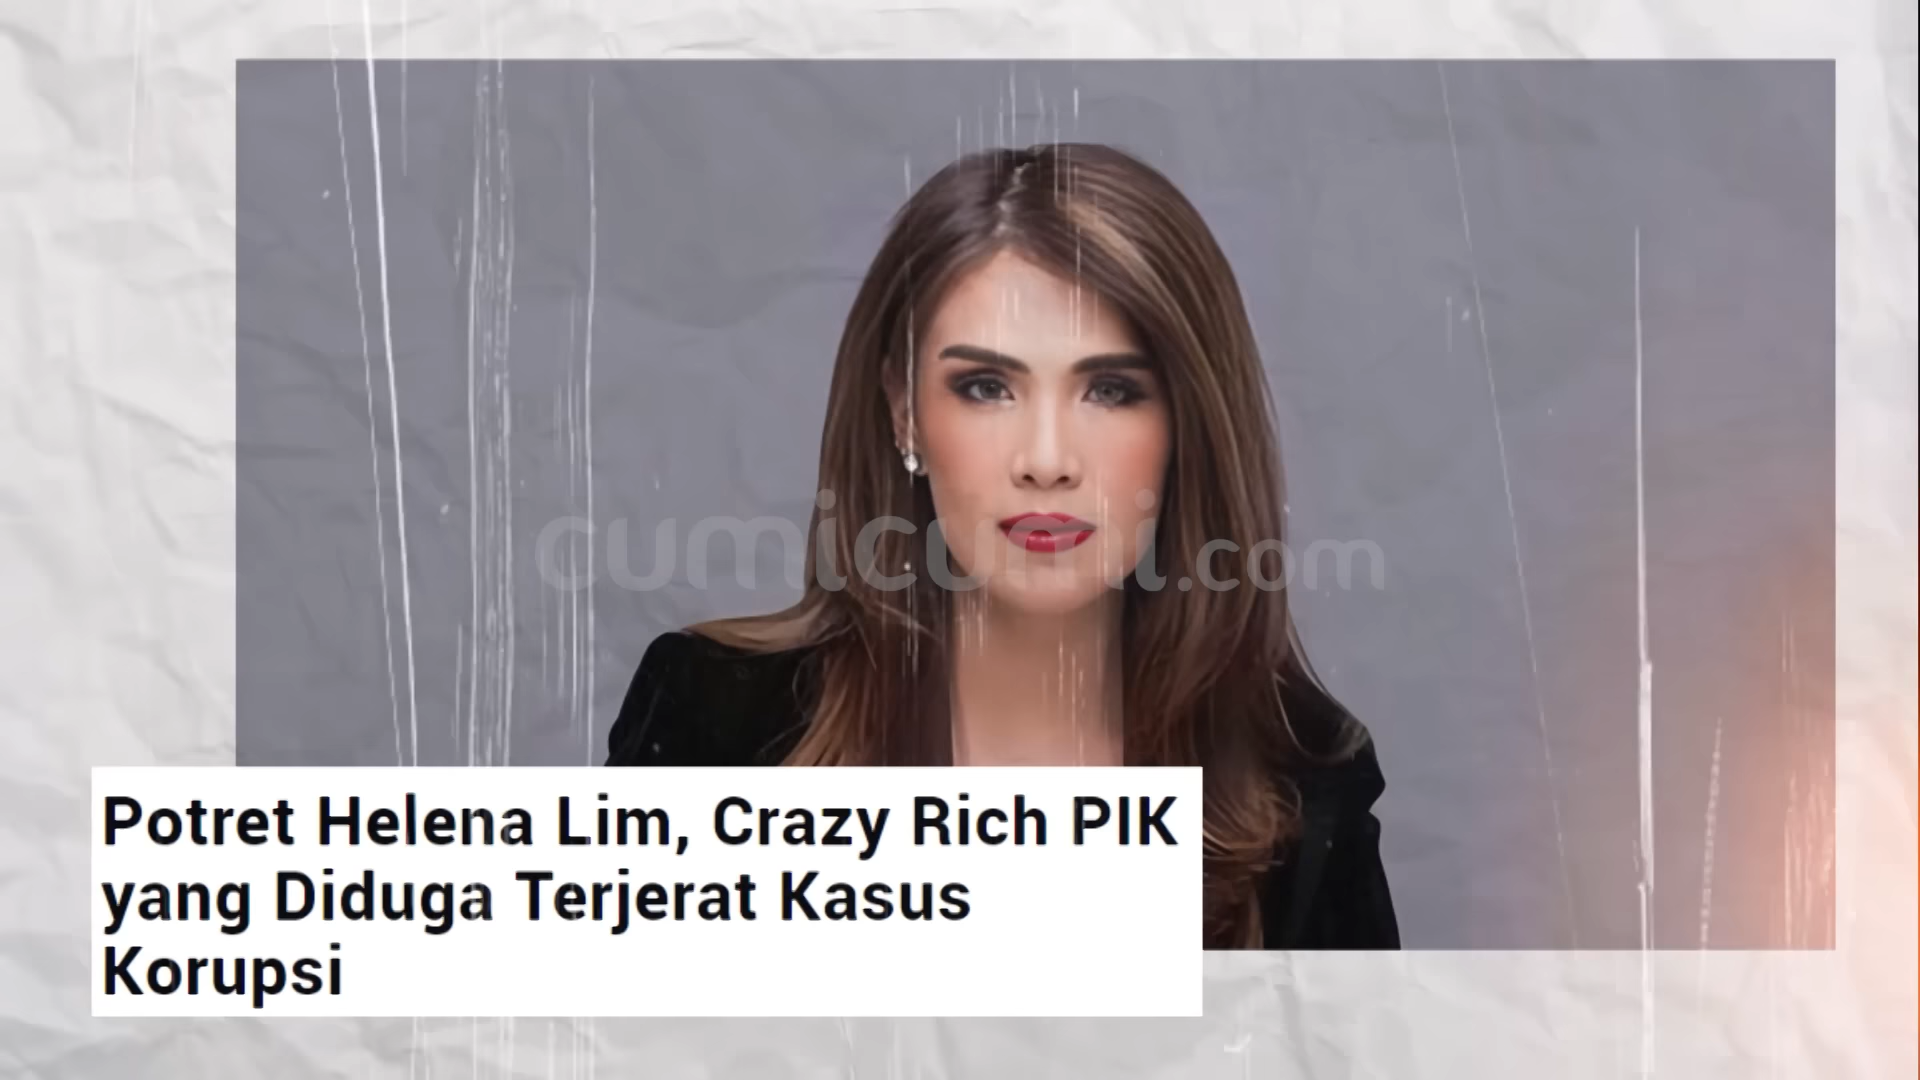 cumicumi.com
Potret Helena Lim, Crazy Rich PIK
yang Diduga Terjerat Kasus
Korupsi